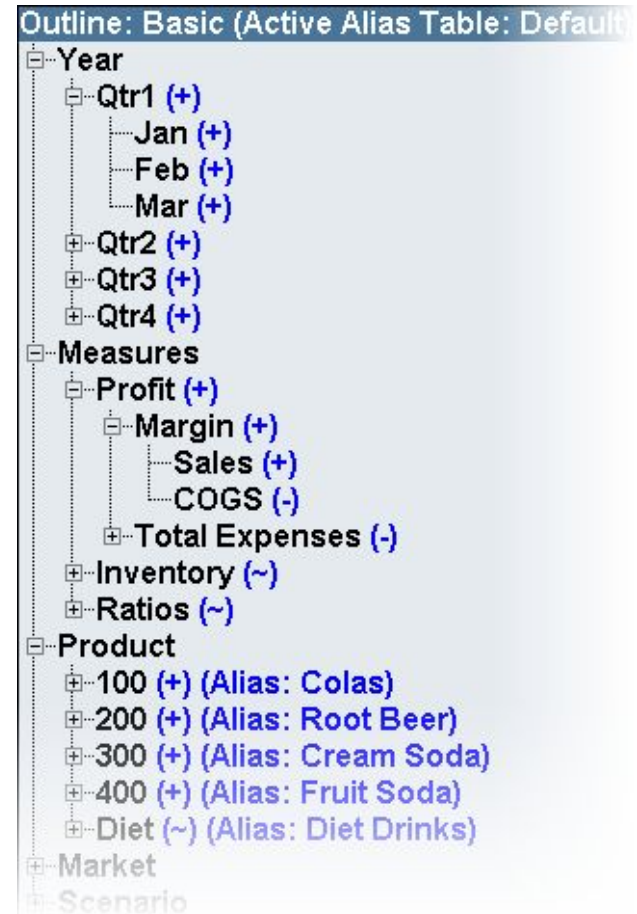 Outline: Basic (Active Alias Table: Default)
Year
Qtr1 (+)
Jan (+)
Feb (+)
Mar (+)
Qtr2 (+)
Qtr3 (+)
Qtr4 (+)
Measures
Profit (+)
Margin (+)
Sales (+)
COGS (-)
Total Expenses (-)
Inventory (~)
Ratios (~)
Product
100 (+) (Alias: Colas)
200 (+) (Alias: Root Beer)
300 (+) (Alias: Cream Soda)
400 (+) (Alias: Fruit Soda)
Diet (~) (Alias: Diet Drinks)
Market
Scenario